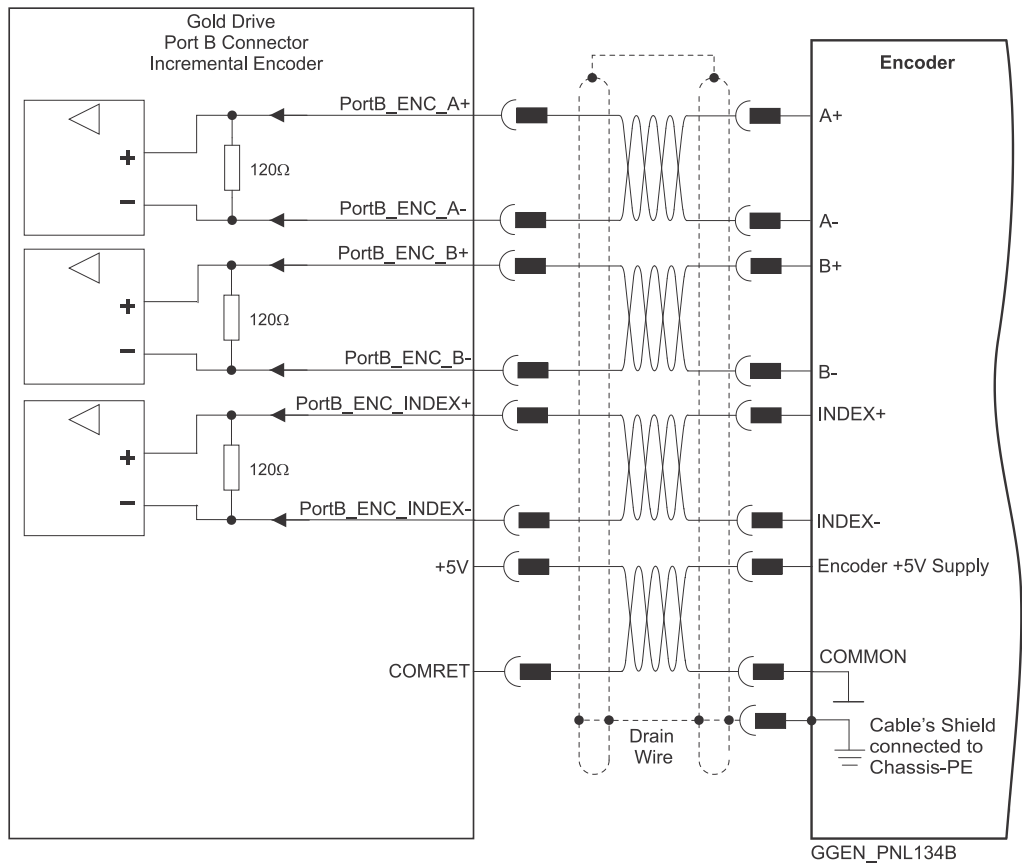 Gold Drive
Port B Connector
Incremental Encoder
Encoder
PortB_ENC_A+
A+
+
120Ω
−
PortB_ENC_A-
A-
PortB_ENC_B+
B+
+
120Ω
−
PortB_ENC_B-
B-
PortB_ENC_INDEX+
INDEX+
+
120Ω
−
PortB_ENC_INDEX-
INDEX-
+5V
Encoder +5V Supply
COMRET
COMMON
Drain
Wire
Cable's Shield
connected to
Chassis-PE
GGEN_PNL134B